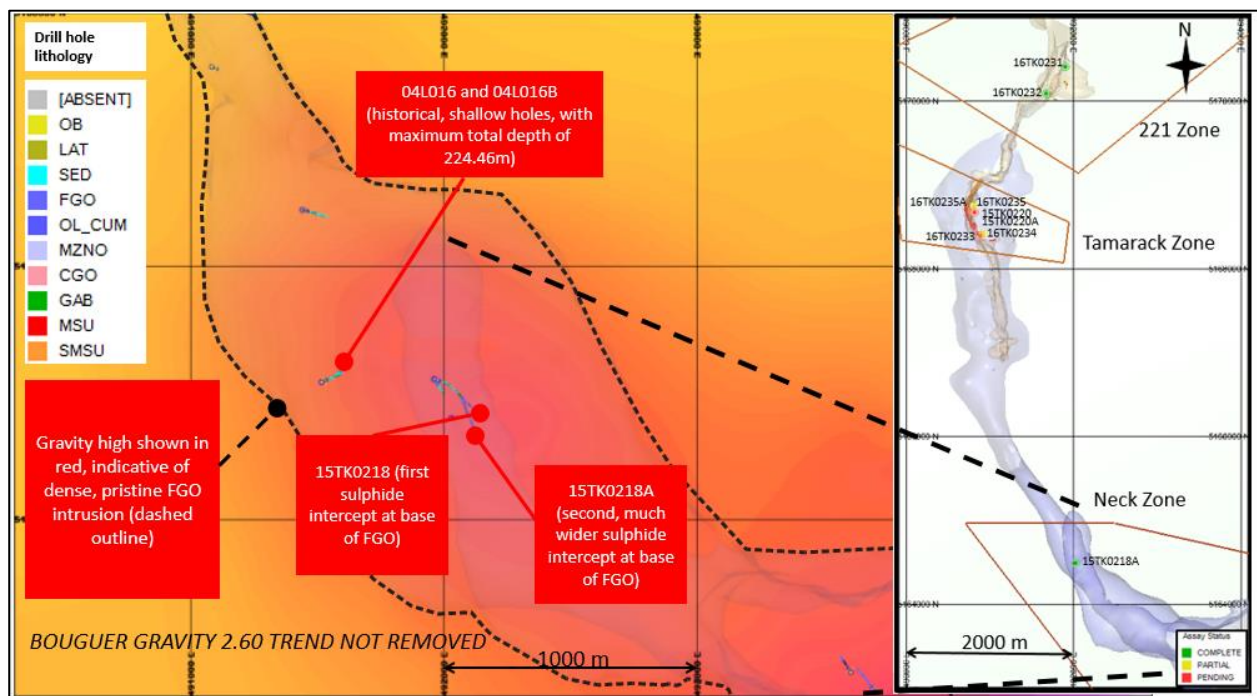 Drill hole
lithology
[ABSENT]
OB
LAT
SED
FGO
OL_CUM
MZNO
CGO
GAB
MSU
SMSU
04L016 and 04L016B
(historical, shallow holes, with
maximum total depth of
224.46m)
Gravity high shown in
red, indicative of
dense, pristine FGO
intrusion (dashed
outline)
15TK0218 (first
sulphide
intercept at base
of FGO)
15TK0218A
(second, much
wider sulphide
intercept at base
of FGO)
BOUGUER GRAVITY 2.60 TREND NOT REMOVED
1000 m
N
16TK0231
16TK0232
5170000 N
221 Zone
16TK0235A
16TK0235
15TK0220
15TK0220A
16TK0233
16TK0234
Tamarack Zone
5168000 N
Neck Zone
15TK0218A
5164000 N
2000 m
Assay Status
COMPLETE
PARTIAL
PENDING